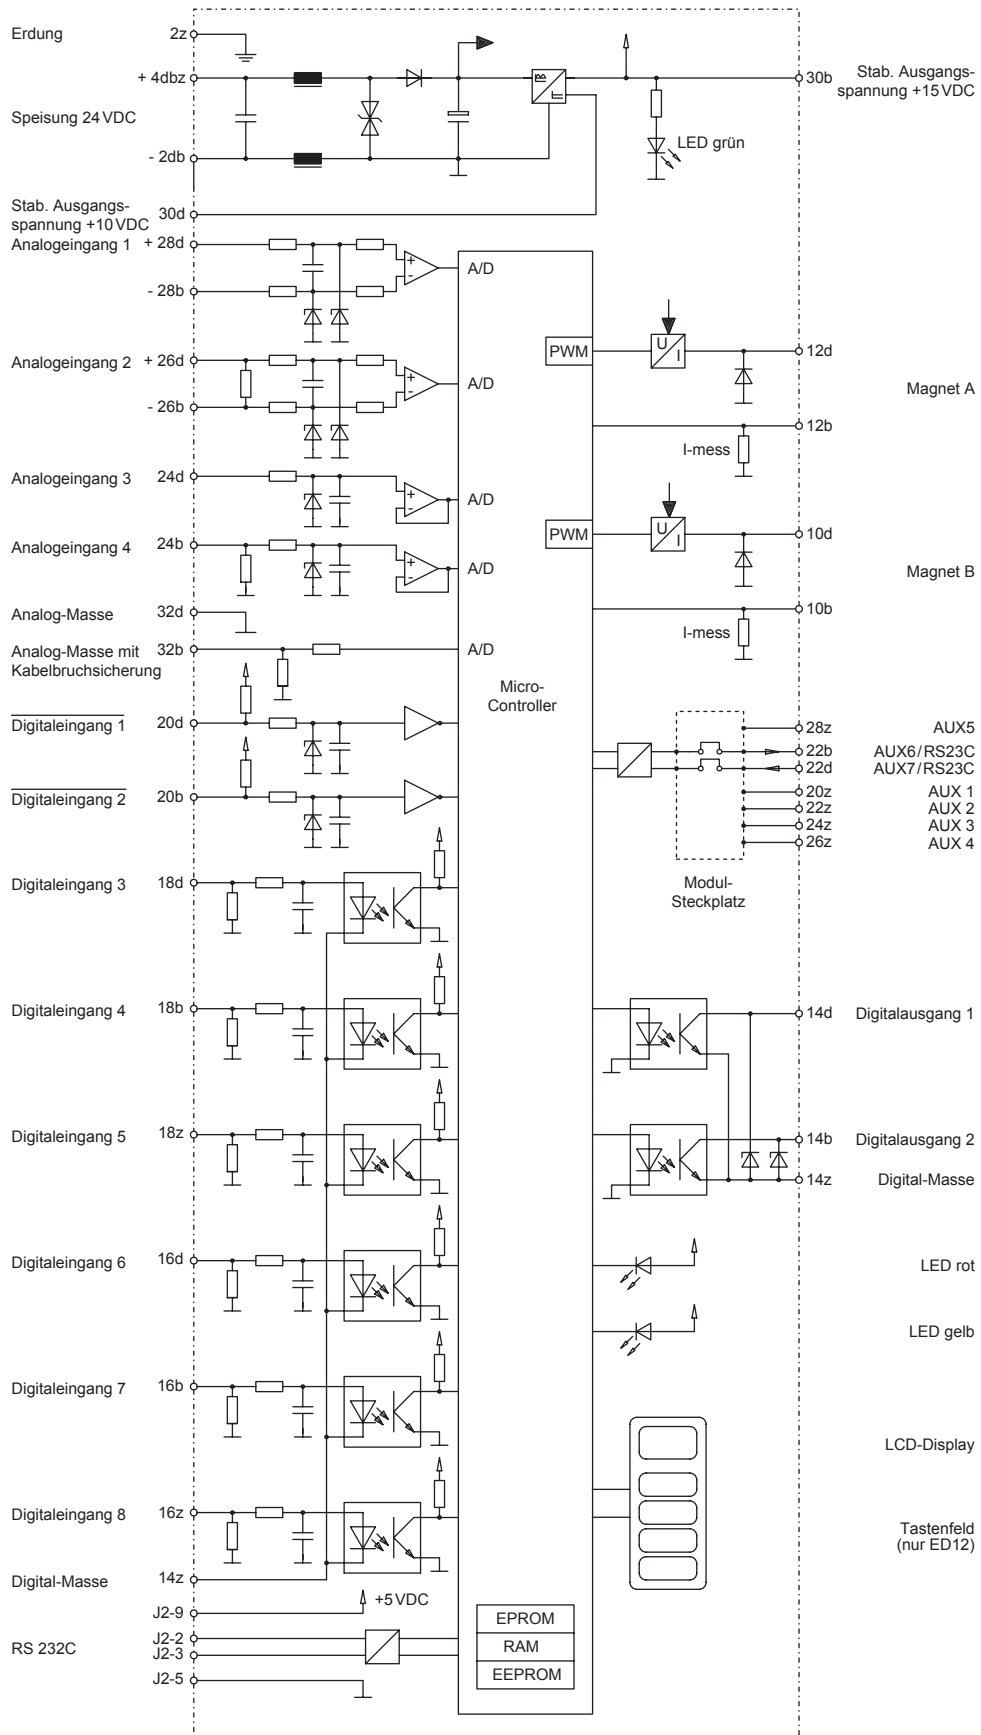 Erdung 2z
+ 4dbz
Speisung 24 VDC
- 2db
Stab. Ausgangs-
spannung +10 VDC 30d
Analogeingang 1 + 28d
- 28b
Analogeingang 2 + 26d
- 26b
Analogeingang 3 24d
Analogeingang 4 24b
Analog-Masse 32d
Analog-Masse mit 32b
Kabelbruchsicherung
Digitaleingang 1 20d
Digitaleingang 2 20b
Digitaleingang 3 18d
Digitaleingang 4 18b
Digitaleingang 5 18z
Digitaleingang 6 16d
Digitaleingang 7 16b
Digitaleingang 8 16z
Digital-Masse 14z
J2-9
+5 VDC
RS 232C
J2-2
J2-3
J2-5
+
-
A/D
+
-
A/D
+
-
A/D
+
-
A/D
A/D
Micro-
Controller
EPROM
RAM
EEPROM
PWM
U
I
PWM
U
I
LED grün
30b Stab. Ausgangs-
spannung +15 VDC
12d
Magnet A
12b
I-mess
10d
Magnet B
10b
I-mess
28z AUX5
22b AUX6/RS23C
22d AUX7/RS23C
20z AUX 1
22z AUX 2
24z AUX 3
26z AUX 4
Modul-
Steckplatz
14d Digitalausgang 1
14b Digitalausgang 2
14z Digital-Masse
LED rot
LED gelb
LCD-Display
Tastenfeld
(nur ED12)